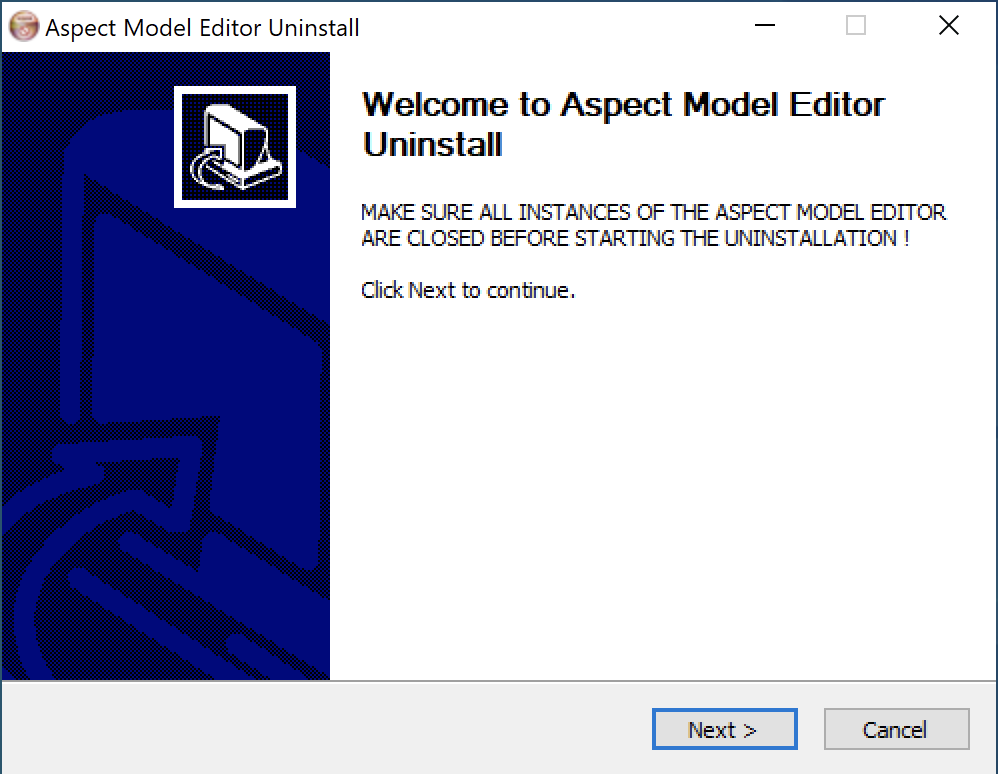 Aspect Model Editor Uninstall
Welcome to Aspect Model Editor
Uninstall
MAKE SURE ALL INSTANCES OF THE ASPECT MODEL EDITOR
ARE CLOSED BEFORE STARTING THE UNINSTALLATION !
Click Next to continue.
Next >
Cancel